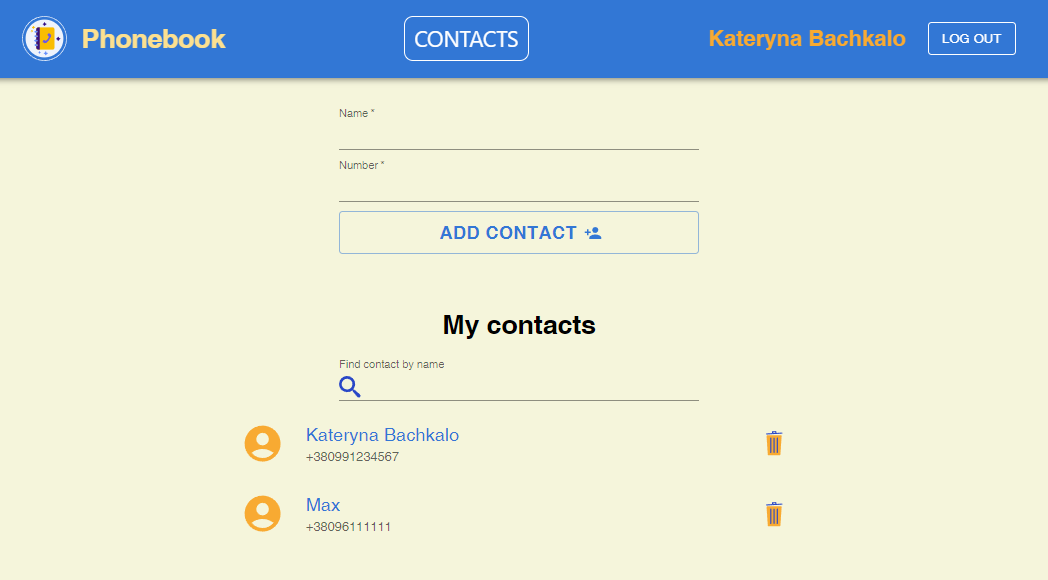 Phonebook
CONTACTS
Kateryna Bachkalo
LOG OUT
Name *
Number *
ADD CONTACT
My contacts
Find contact by name
Kateryna Bachkalo
+380991234567
Max
+38096111111